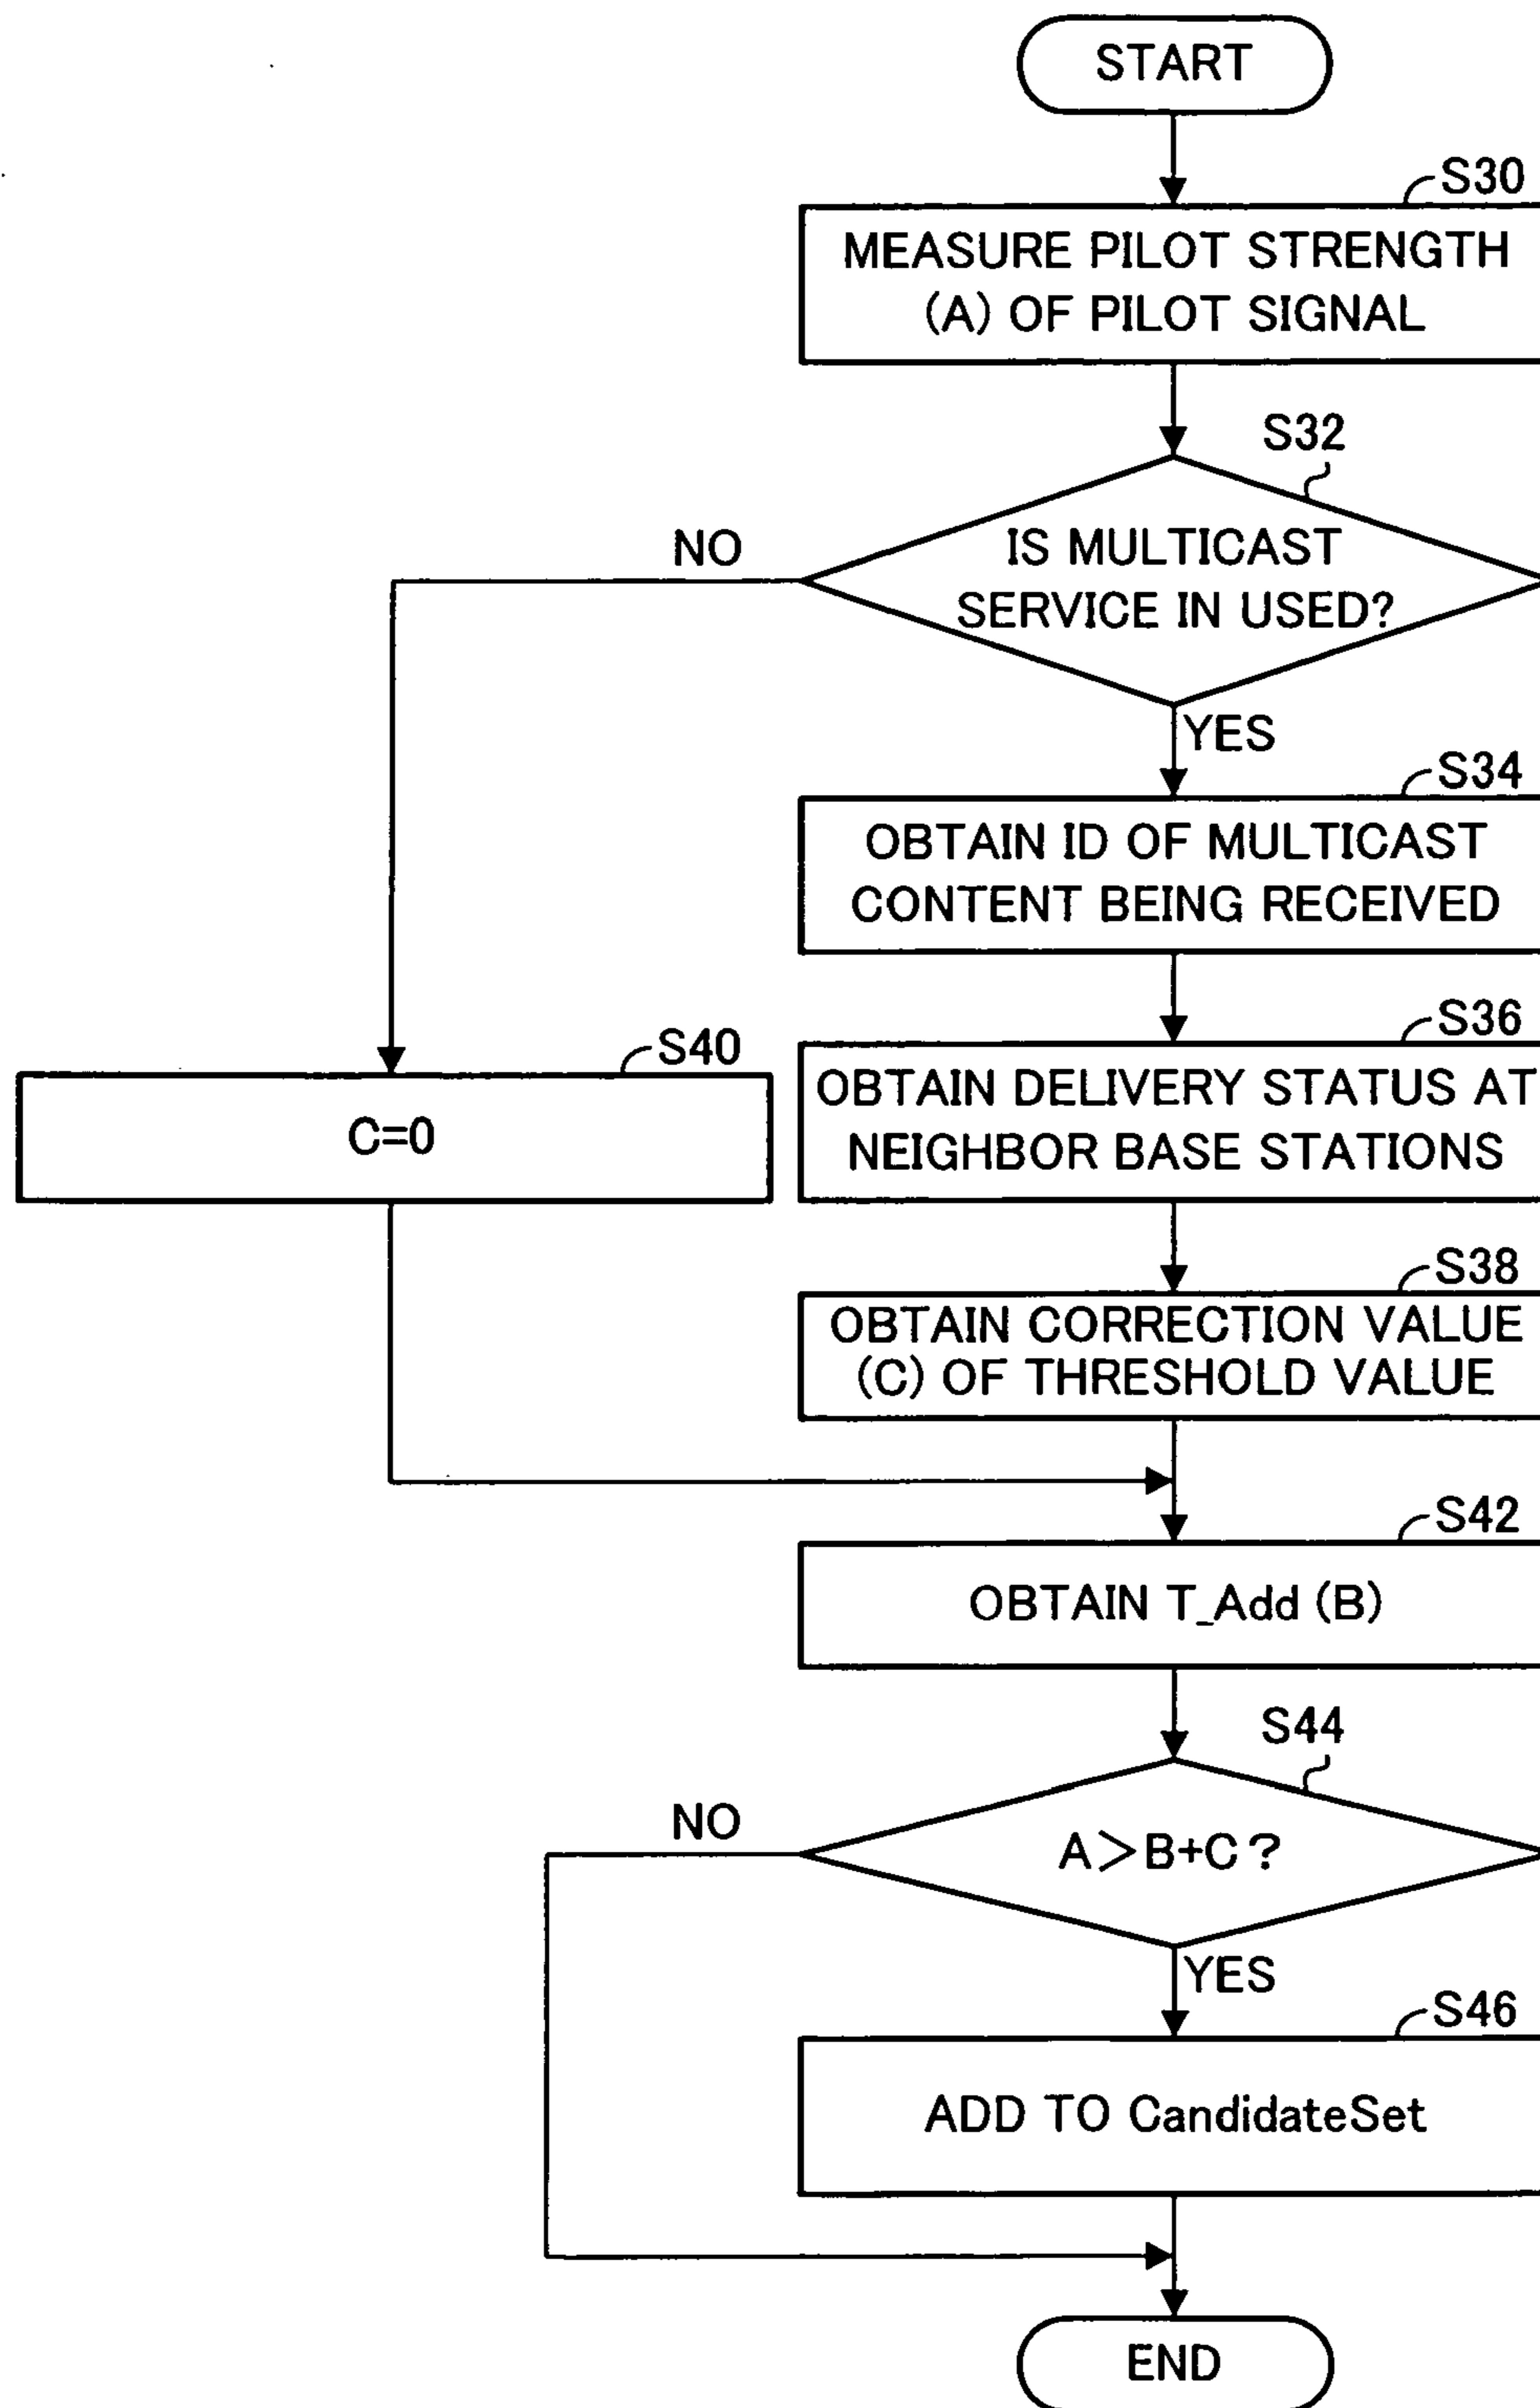 START
S30
MEASURE PILOT STRENGTH
(A) OF PILOT SIGNAL
S32
NO
IS MULTICAST
SERVICE IN USED?
YES
S34
OBTAIN ID OF MULTICAST
CONTENT BEING RECEIVED
S36
OBTAIN DELIVERY STATUS AT
NEIGHBOR BASE STATIONS
S40
C=0
S38
OBTAIN CORRECTION VALUE
(C) OF THRESHOLD VALUE
S42
OBTAIN T_Add (B)
S44
NO
A>B+C?
YES
S46
ADD TO CandidateSet
END